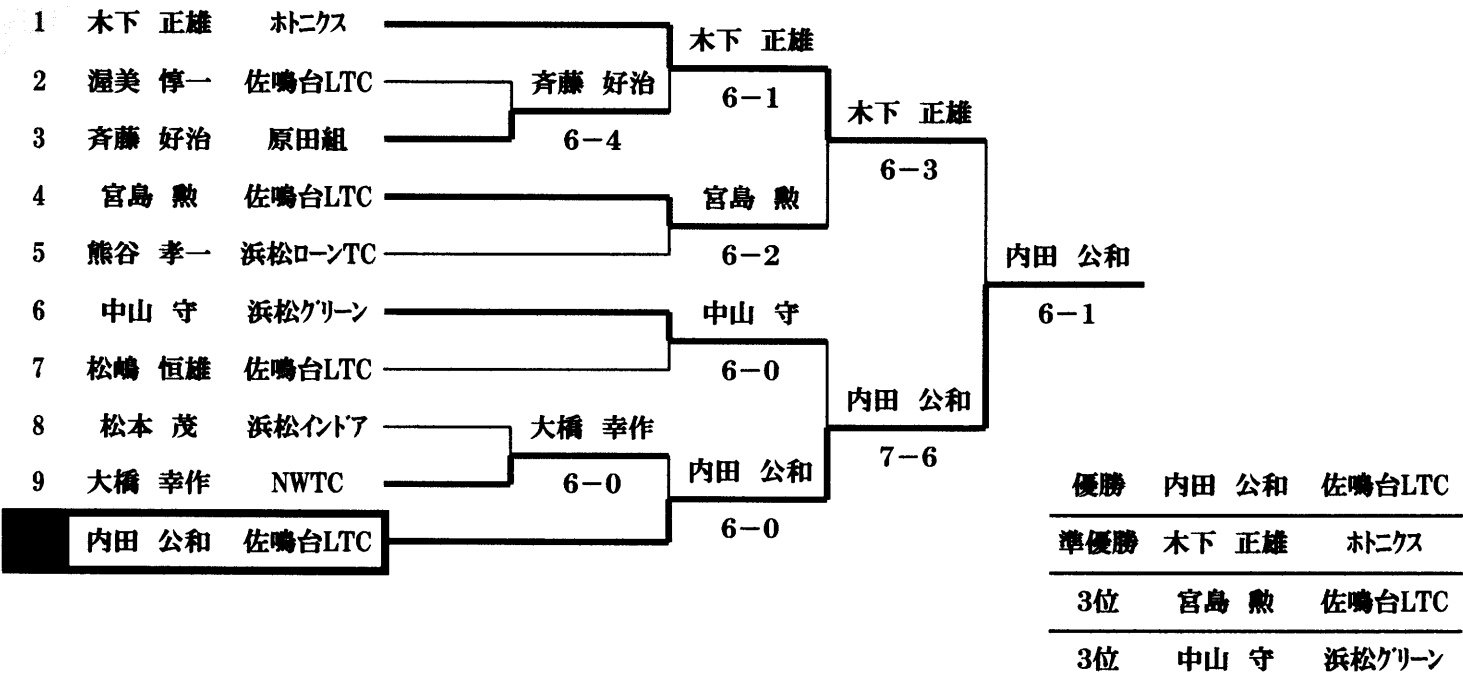 1 木下 正雄 ホトニクス
木下 正雄
2 渥美 惇一 佐鳴台LTC
斉藤 好治
6-1
木下 正雄
3 斉藤 好治 原田組
6-4
6-3
4 宮島 勲 佐鳴台LTC
宮島 勲
5 熊谷 孝一 浜松ローンTC
6-2
内田 公和
6 中山 守 浜松グリーン
中山 守
6-1
7 松嶋 恒雄 佐鳴台LTC
6-0
内田 公和
8 松本 茂 浜松インドア
大橋 幸作
7-6
9 大橋 幸作 NWTC
6-0
内田 公和
優勝 内田 公和 佐鳴台LTC
内田 公和 佐鳴台LTC
6-0
準優勝 木下 正雄 ホトニクス
3位 宮島 勲 佐鳴台LTC
3位 中山 守 浜松グリーン